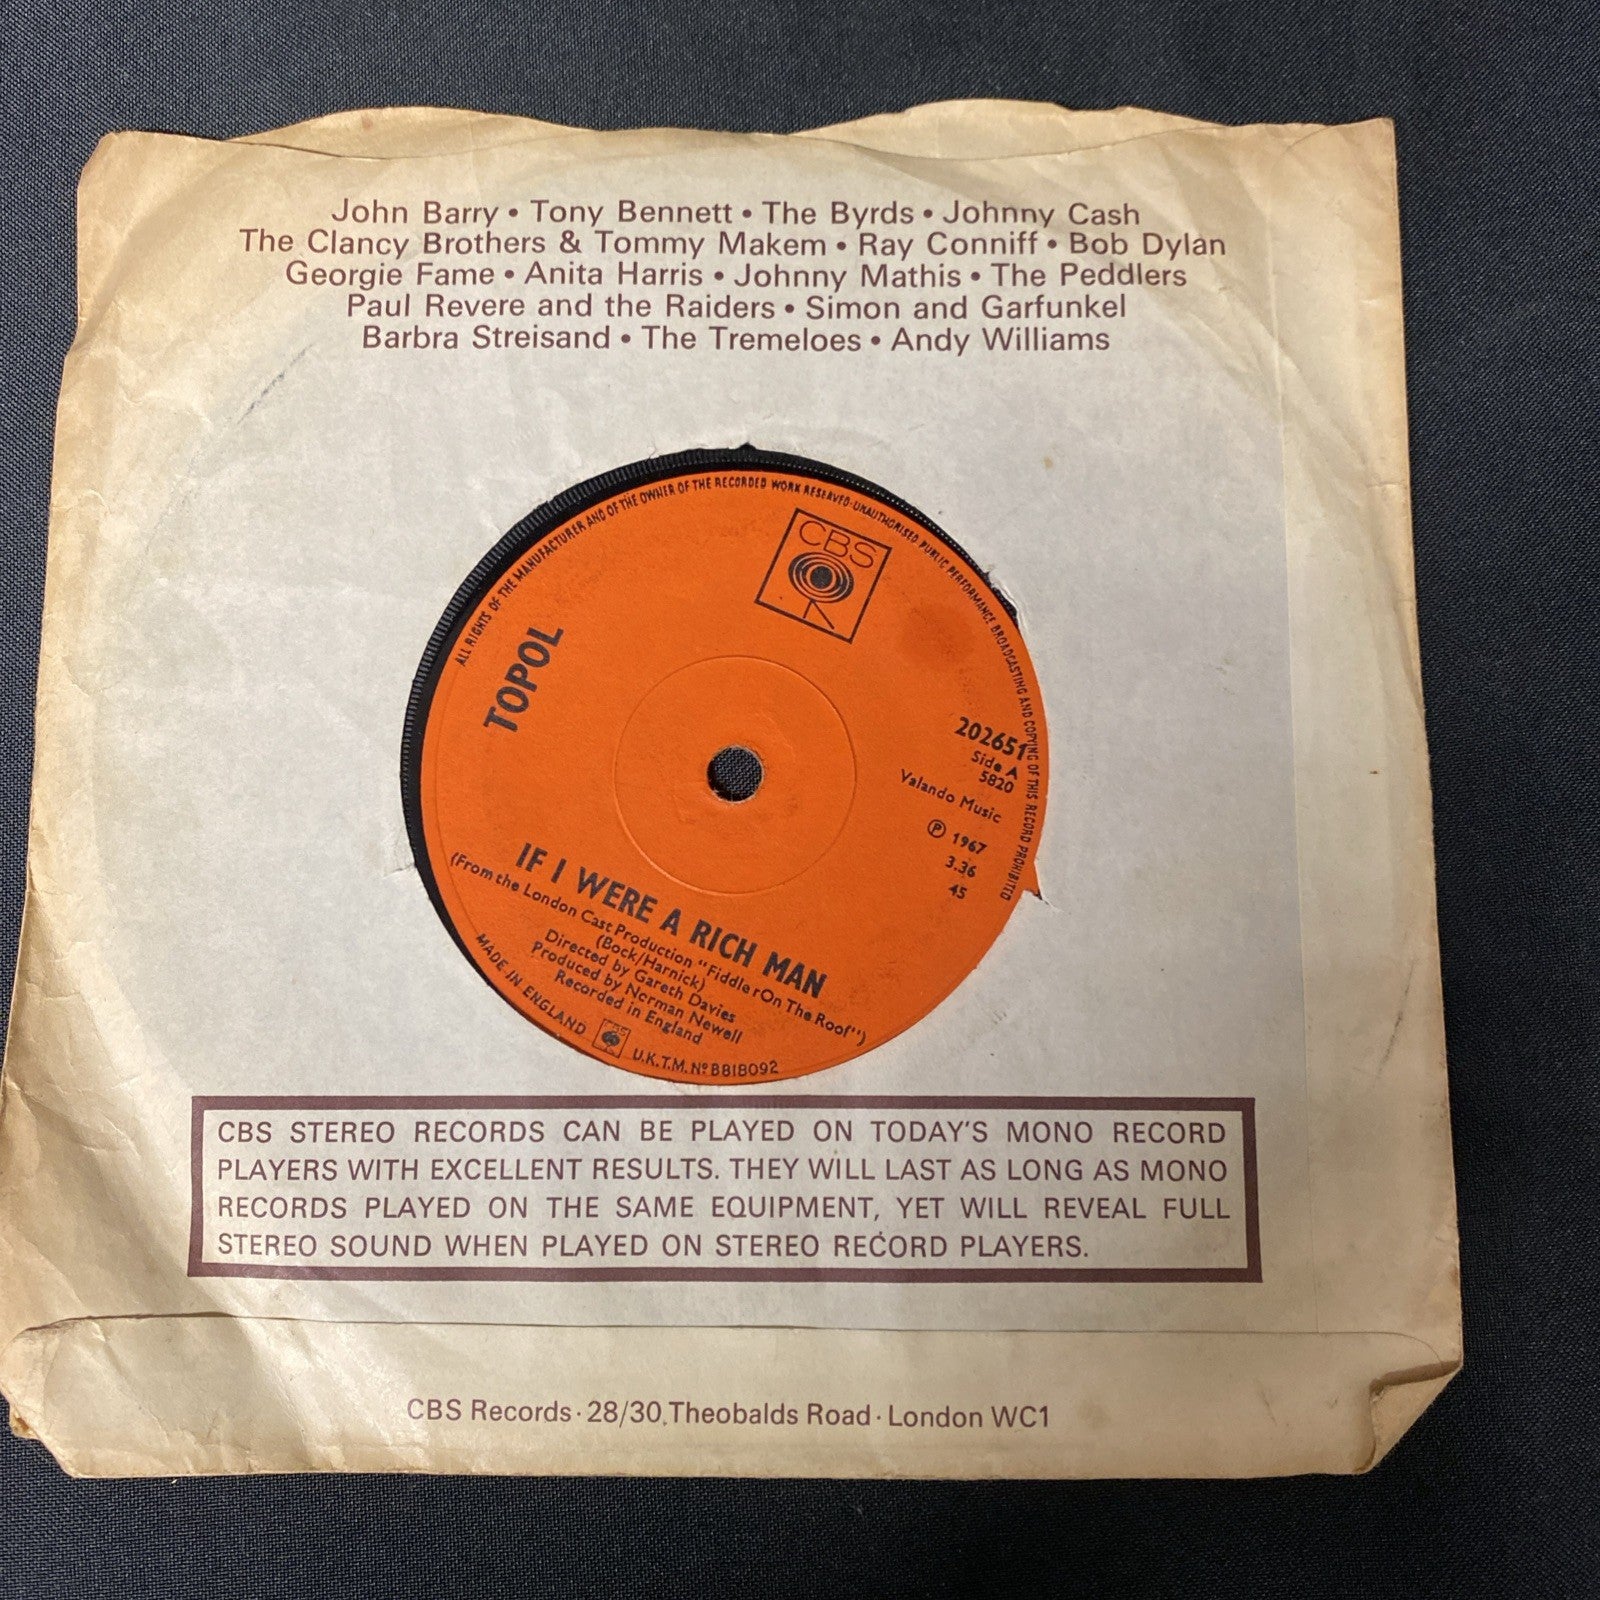 John Barry • Tony Bennett • The Byrds • Johnny Cash
The Clancy Brothers & Tommy Makem • Ray Conniff • Bob Dylan
Georgie Fame • Anita Harris • Johnny Mathis • The Peddlers
Paul Revere and the Raiders • Simon and Garfunkel
Barbra Streisand • The Tremeloes • Andy Williams
ALL RIGHTS OF THE MANUFACTURER AND OF THE OWNER OF THE RECORDED WORK RESERVED·UNAUTHORISED PUBLIC PERFORMANCE BROADCASTING AND COPYING OF THIS RECORD PROHIBITED
CBS
TOPOL
202651
Side A
5820
Valando Music
℗ 1967
3.36
45
IF I WERE A RICH MAN
(From the London Cast Production "Fiddler On The Roof")
(Bock/Harnick)
Directed by Gareth Davies
Produced by Norman Newell
Recorded in England
MADE IN ENGLAND CBS U.K.T.M. Nº BB18092
CBS STEREO RECORDS CAN BE PLAYED ON TODAY'S MONO RECORD
PLAYERS WITH EXCELLENT RESULTS. THEY WILL LAST AS LONG AS MONO
RECORDS PLAYED ON THE SAME EQUIPMENT, YET WILL REVEAL FULL
STEREO SOUND WHEN PLAYED ON STEREO RECORD PLAYERS.
CBS Records · 28/30, Theobalds Road · London WC1